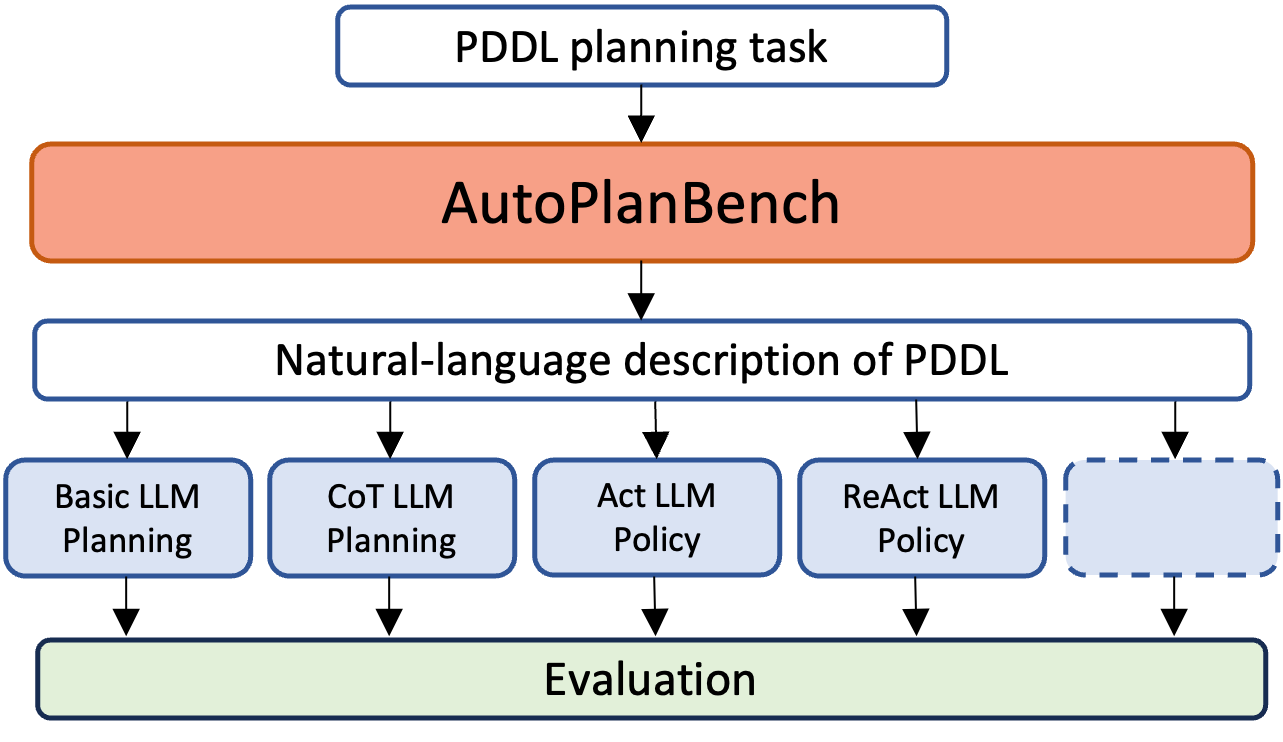 PDDL planning task
AutoPlanBench
Natural-language description of PDDL
Basic LLM
Planning
CoT LLM
Planning
Act LLM
Policy
ReAct LLM
Policy
Evaluation